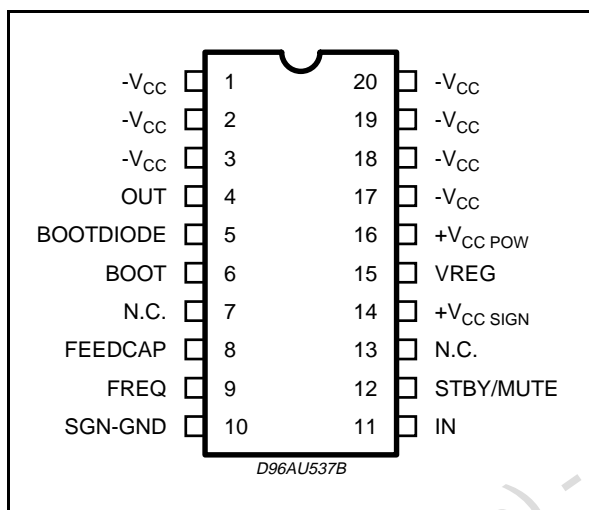 -VCC 1 20 -VCC
-VCC 2 19 -VCC
-VCC 3 18 -VCC
OUT 4 17 -VCC
BOOTDIODE 5 16 +VCC POW
BOOT 6 15 VREG
N.C. 7 14 +VCC SIGN
FEEDCAP 8 13 N.C.
FREQ 9 12 STBY/MUTE
SGN-GND 10 11 IN
D96AU537B